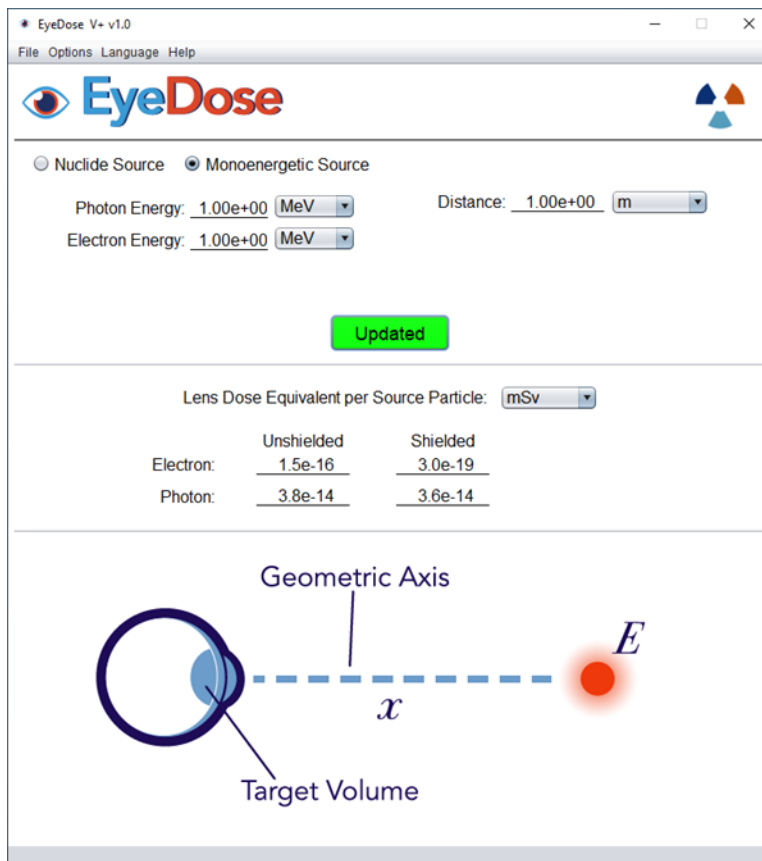 EyeDose V+ v1.0
File Options Language Help
EyeDose
Nuclide Source Monoenergetic Source
Photon Energy: 1.00e+00 MeV Distance: 1.00e+00 m
Electron Energy: 1.00e+00 MeV
Updated
Lens Dose Equivalent per Source Particle: mSv
Unshielded Shielded
Electron: 1.5e-16 3.0e-19
Photon: 3.8e-14 3.6e-14
Geometric Axis
E
x
Target Volume